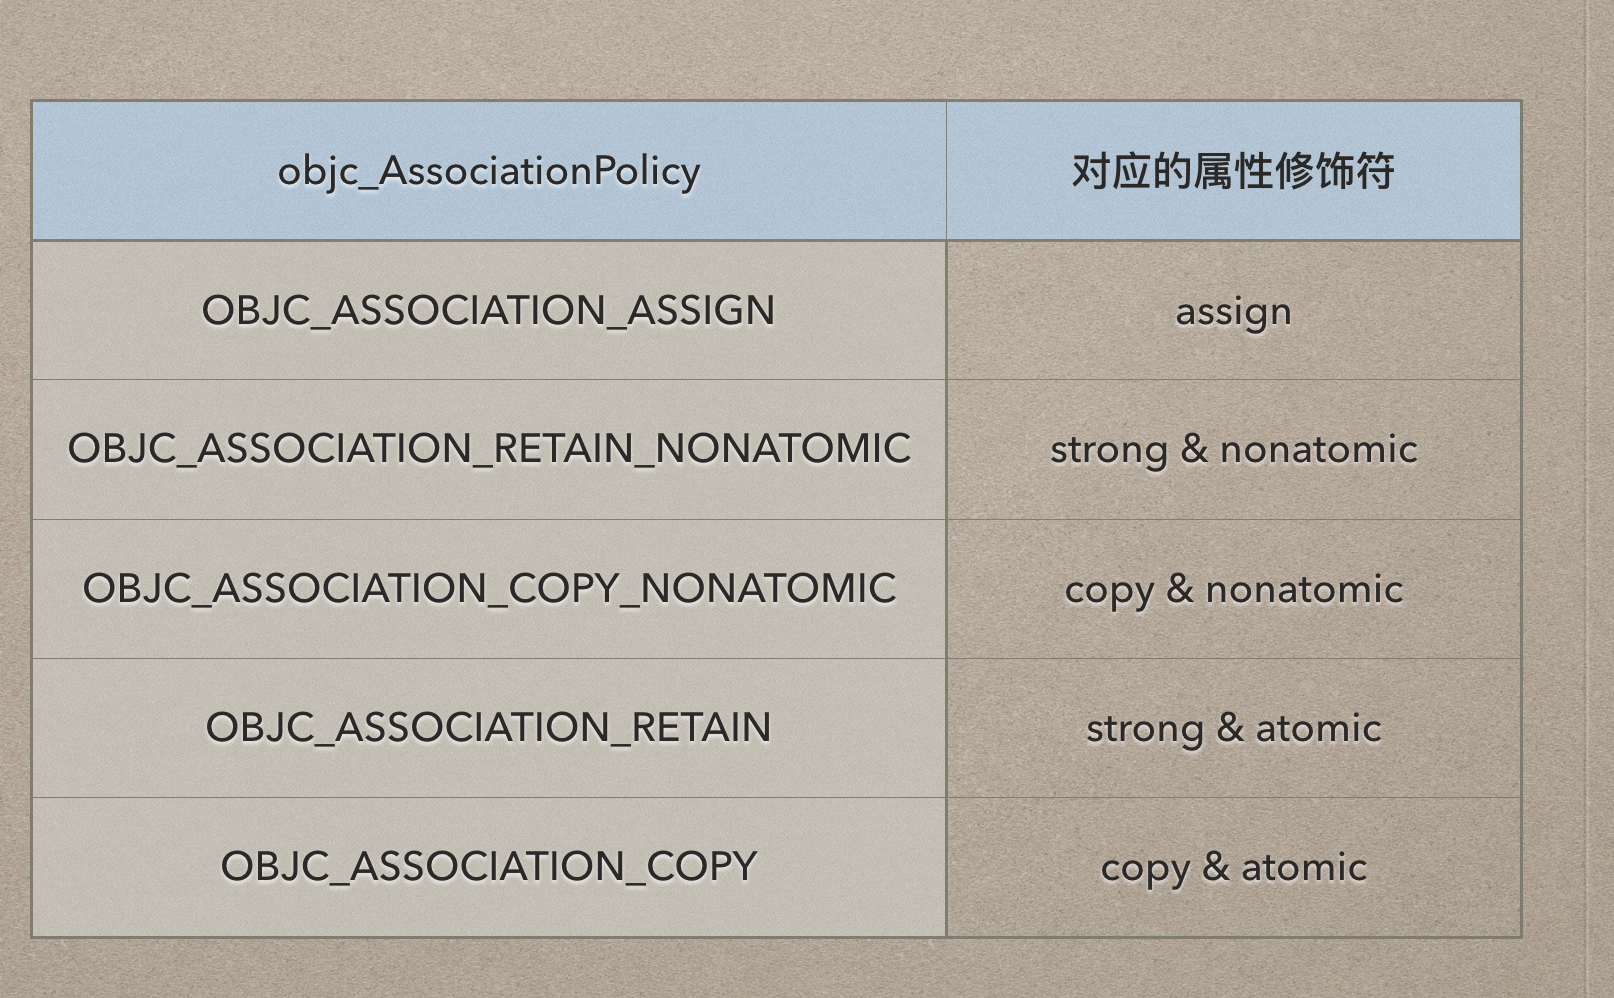 objc_AssociationPolicy 对应的属性修饰符
OBJC_ASSOCIATION_ASSIGN assign
OBJC_ASSOCIATION_RETAIN_NONATOMIC strong & nonatomic
OBJC_ASSOCIATION_COPY_NONATOMIC copy & nonatomic
OBJC_ASSOCIATION_RETAIN strong & atomic
OBJC_ASSOCIATION_COPY copy & atomic